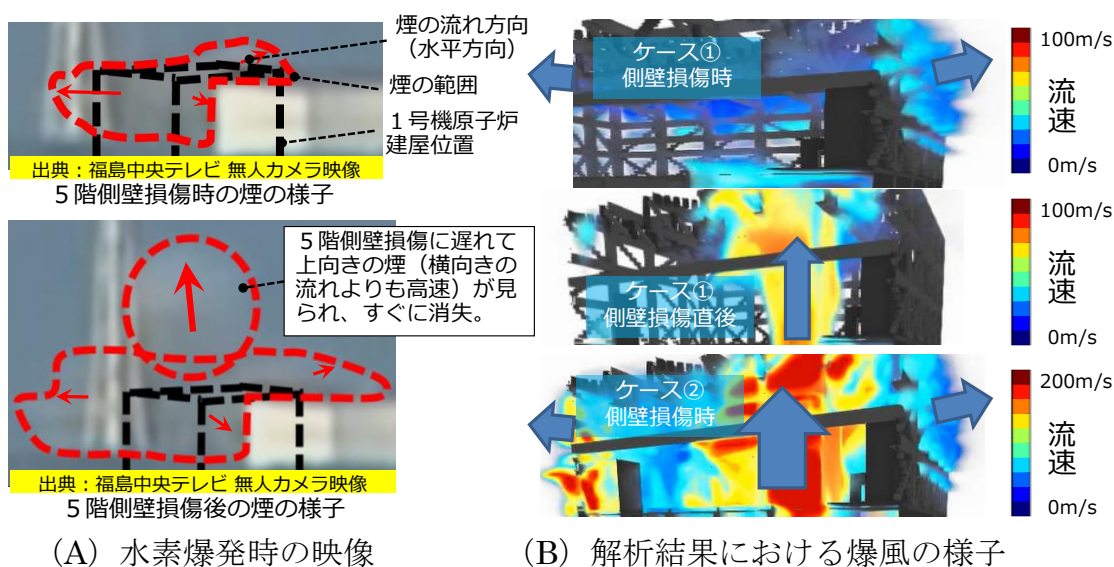 煙の流れ方向
（水平方向）
煙の範囲
１号機原子炉
建屋位置
出典：福島中央テレビ 無人カメラ映像
５階側壁損傷時の煙の様子
５階側壁損傷に遅れて
上向きの煙（横向きの
流れよりも高速）が見
られ、すぐに消失。
出典：福島中央テレビ 無人カメラ映像
５階側壁損傷後の煙の様子
（A）水素爆発時の映像
ケース①
側壁損傷時
100m/s
流速
0m/s
ケース①
側壁損傷直後
100m/s
流速
0m/s
ケース②
側壁損傷時
200m/s
流速
0m/s
（B）解析結果における爆風の様子